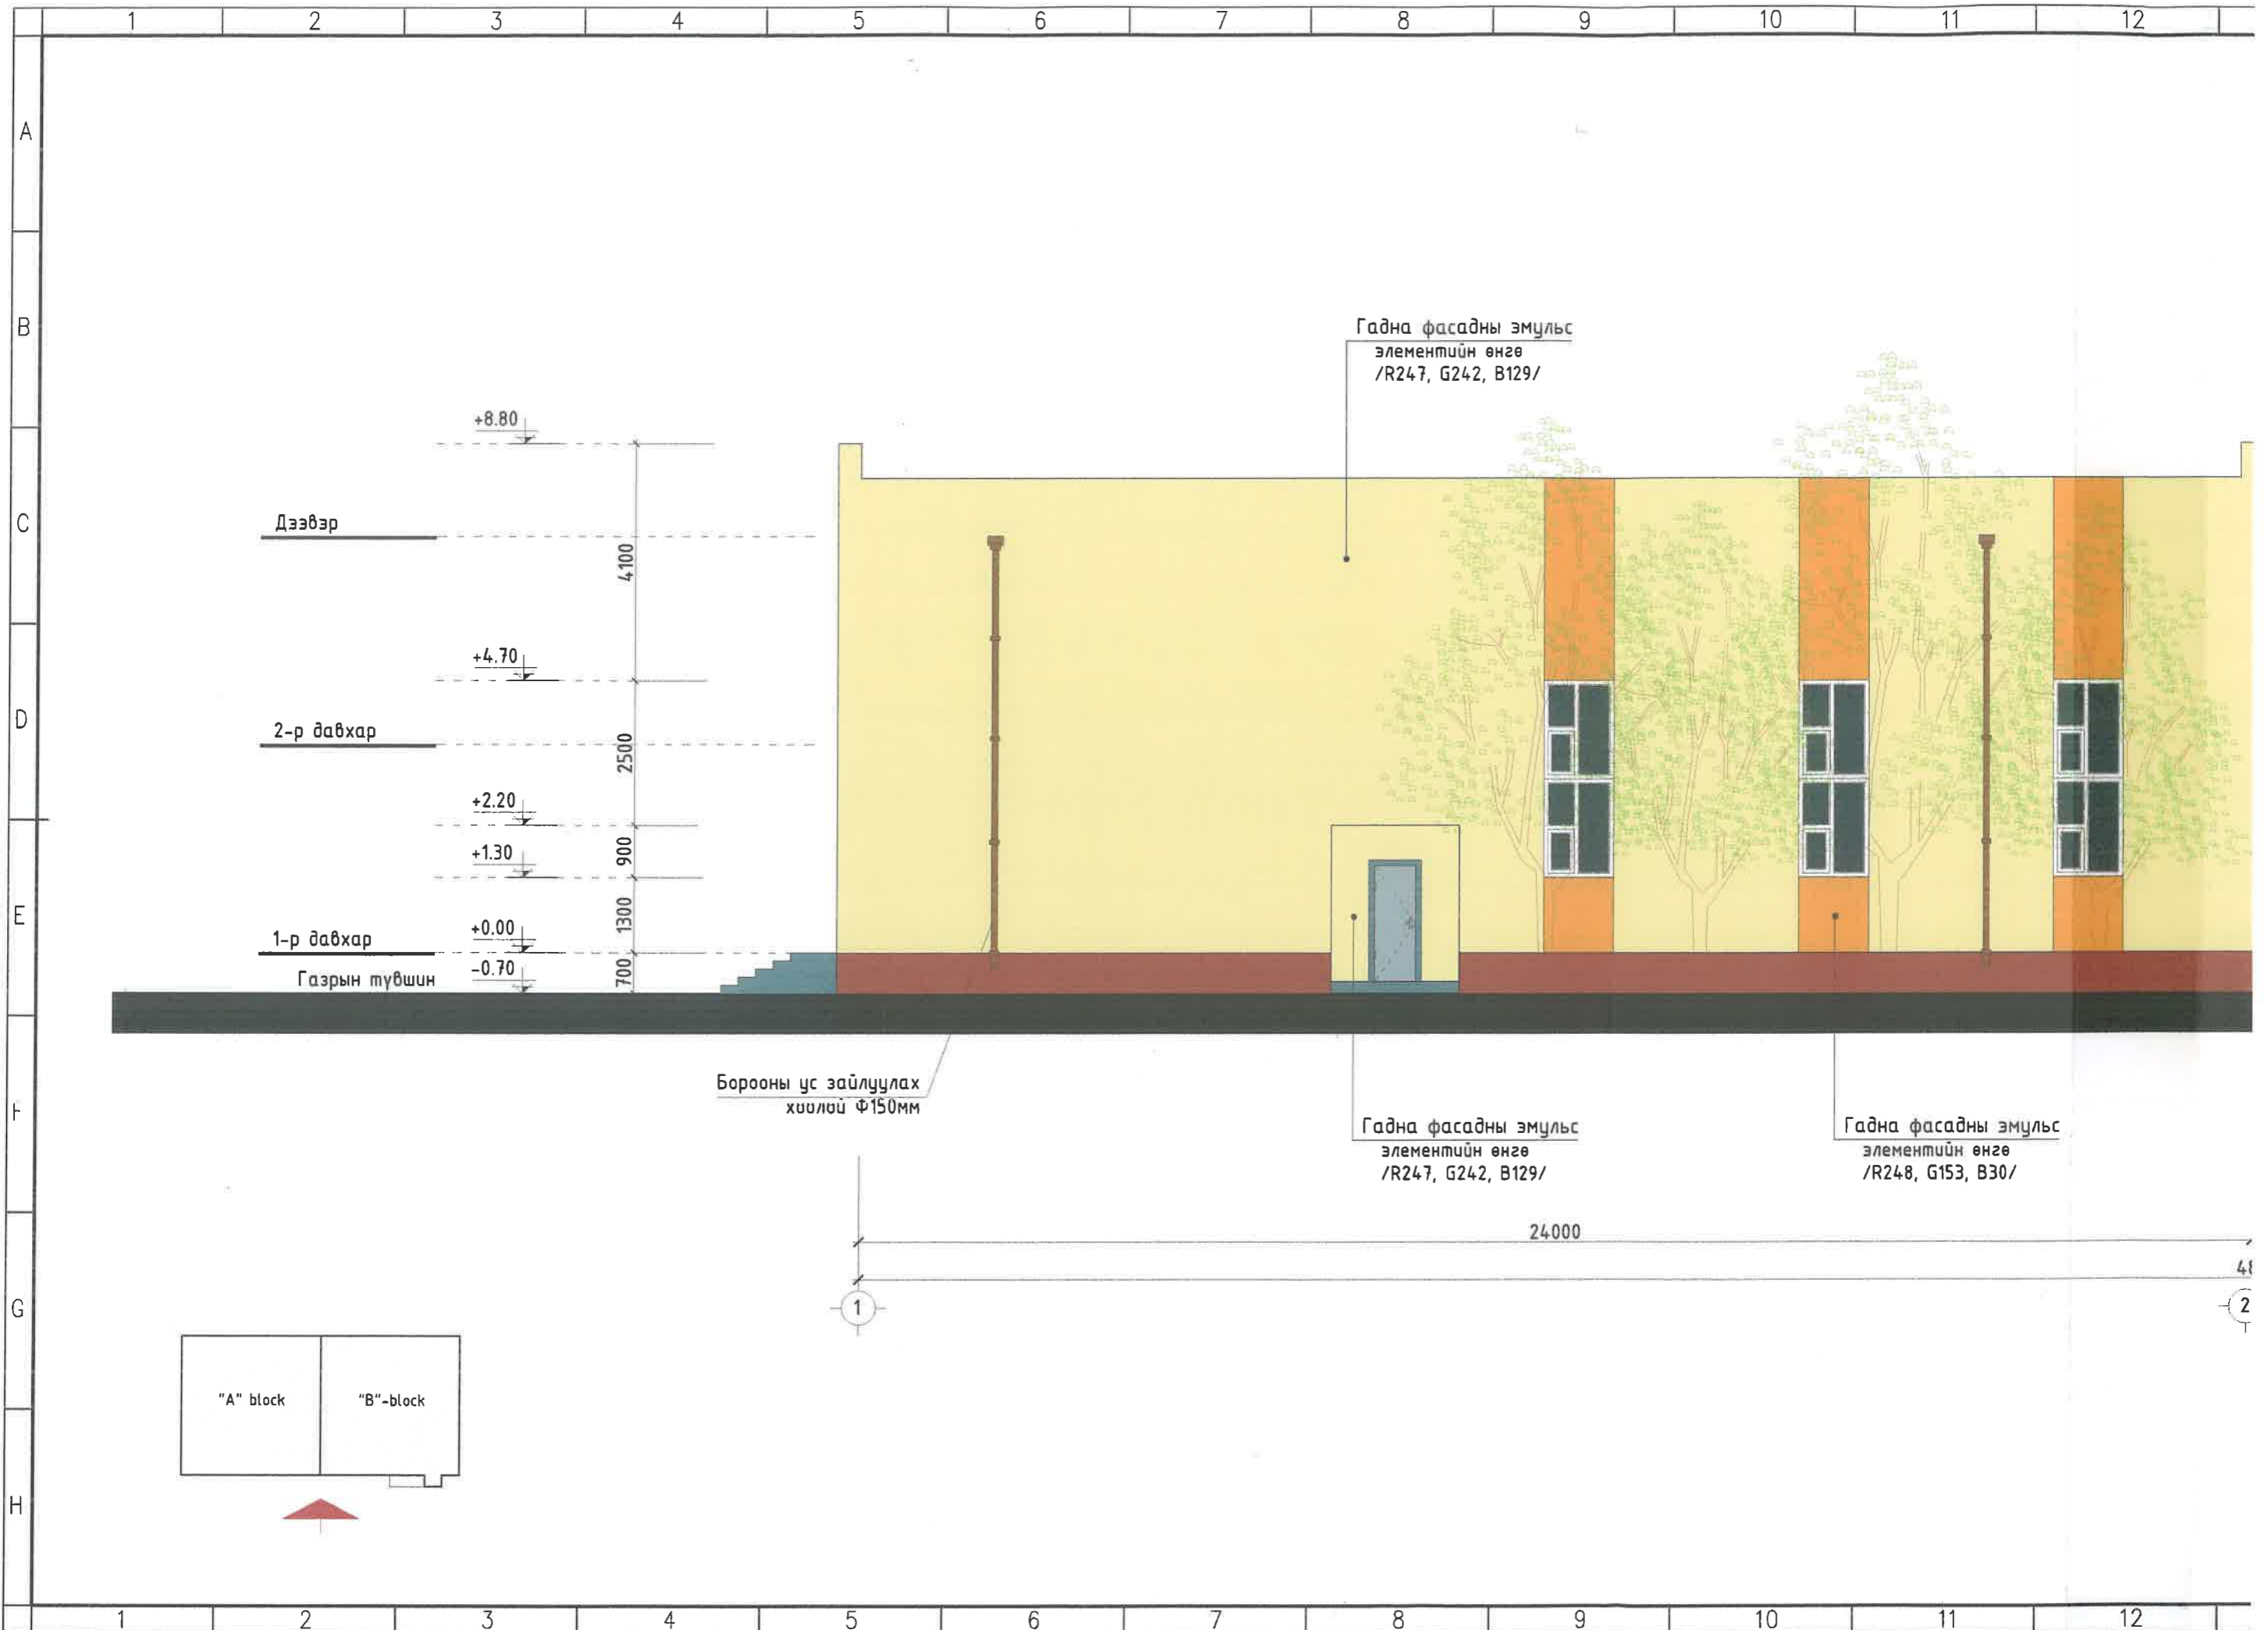 1 2 3 4 5 6 7 8 9 10 11 12
A
B
C
D
E
F
G
H
Гадна фасадны эмульс
элементийн өнгө
/R247, G242, B129/
+8.80
Дээвэр
4100
+4.70
2-р давхар
2500
+2.20
900
+1.30
1300
+0.00
1-р давхар
-0.70
700
Газрын түвшин
Борооны ус зайлуулах
хоолой Ф150мм
Гадна фасадны эмульс
элементийн өнгө
/R247, G242, B129/
Гадна фасадны эмульс
элементийн өнгө
/R248, G153, B30/
24000
1
2
"A" block
"B"-block
1 2 3 4 5 6 7 8 9 10 11 12